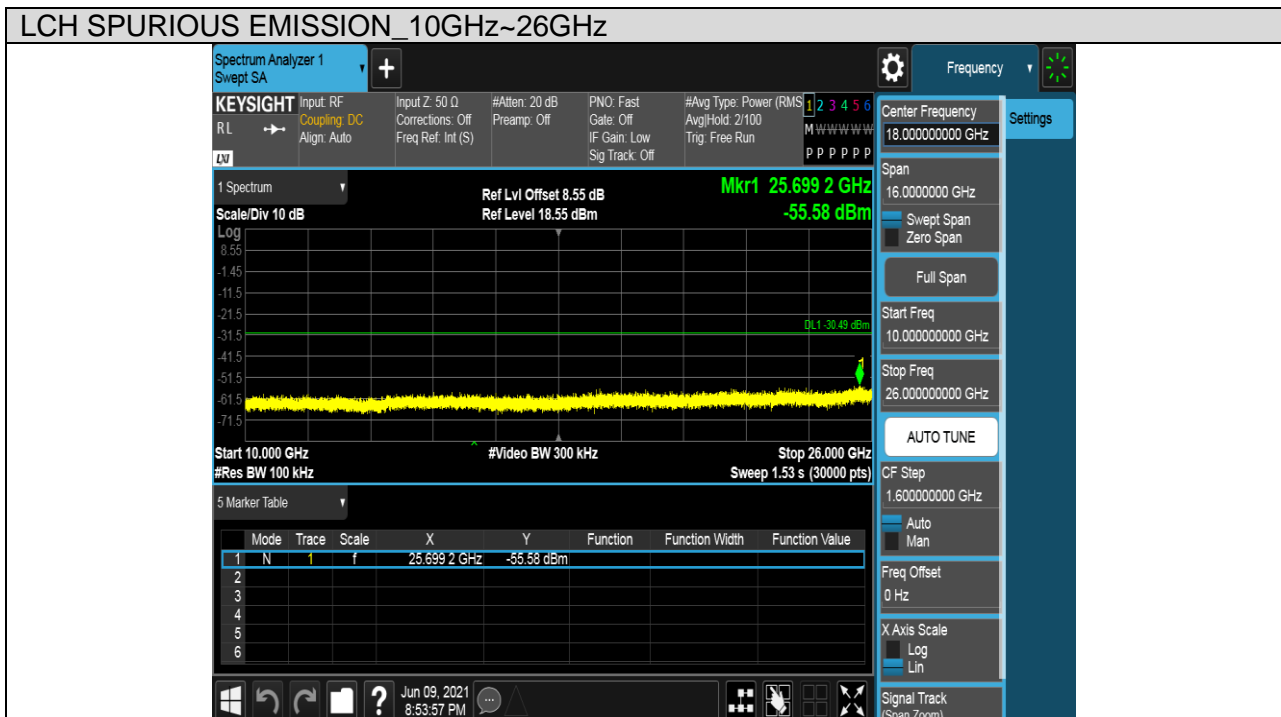 LCH SPURIOUS EMISSION_10GHz~26GHz
Spectrum Analyzer 1
Swept SA
Frequency
KEYSIGHT
RL
LXI
Input: RF
Coupling: DC
Align: Auto
Input Z: 50 Ω
Corrections: Off
Freq Ref: Int (S)
#Atten: 20 dB
Preamp: Off
PNO: Fast
Gate: Off
IF Gain: Low
Sig Track: Off
#Avg Type: Power (RMS
Avg|Hold: 2/100
Trig: Free Run
1 2 3 4 5 6
M W W W W W
P P P P P P
1 Spectrum
Scale/Div 10 dB
Ref Lvl Offset 8.55 dB
Ref Level 18.55 dBm
Mkr1 25.699 2 GHz
-55.58 dBm
Log
8.55
-1.45
-11.5
-21.5
-31.5
-41.5
-51.5
-61.5
-71.5
DL1 -30.49 dBm
1
Start 10.000 GHz
#Video BW 300 kHz
Stop 26.000 GHz
#Res BW 100 kHz
Sweep 1.53 s (30000 pts)
5 Marker Table
Mode Trace Scale X Y Function Function Width Function Value
1 N 1 f 25.699 2 GHz -55.58 dBm
2
3
4
5
6
Jun 09, 2021
8:53:57 PM
Center Frequency
18.000000000 GHz
Settings
Span
16.0000000 GHz
Swept Span
Zero Span
Full Span
Start Freq
10.000000000 GHz
Stop Freq
26.000000000 GHz
AUTO TUNE
CF Step
1.600000000 GHz
Auto
Man
Freq Offset
0 Hz
X Axis Scale
Log
Lin
Signal Track
(Span Zoom)